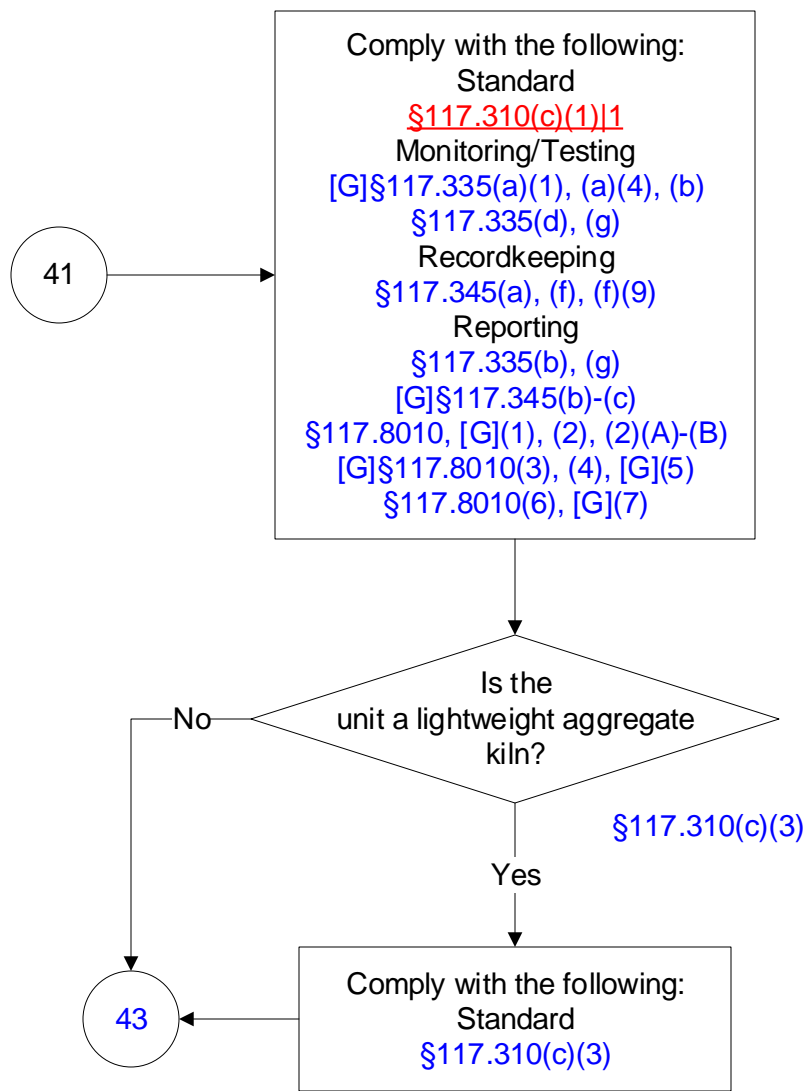 Comply with the following:
Standard
§117.310(c)(1)|1
Monitoring/Testing
[G]§117.335(a)(1), (a)(4), (b)
§117.335(d), (g)
Recordkeeping
§117.345(a), (f), (f)(9)
Reporting
§117.335(b), (g)
[G]§117.345(b)-(c)
§117.8010, [G](1), (2), (2)(A)-(B)
[G]§117.8010(3), (4), [G](5)
§117.8010(6), [G](7)
41
Is the
unit a lightweight aggregate
kiln?
No
§117.310(c)(3)
Yes
Comply with the following:
Standard
§117.310(c)(3)
43